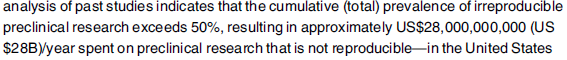 analysis of past studies indicates that the cumulative (total) prevalence of irreproducible
preclinical research exceeds 50%, resulting in approximately US$28,000,000,000 (US
$28B)/year spent on preclinical research that is not reproducible—in the United States